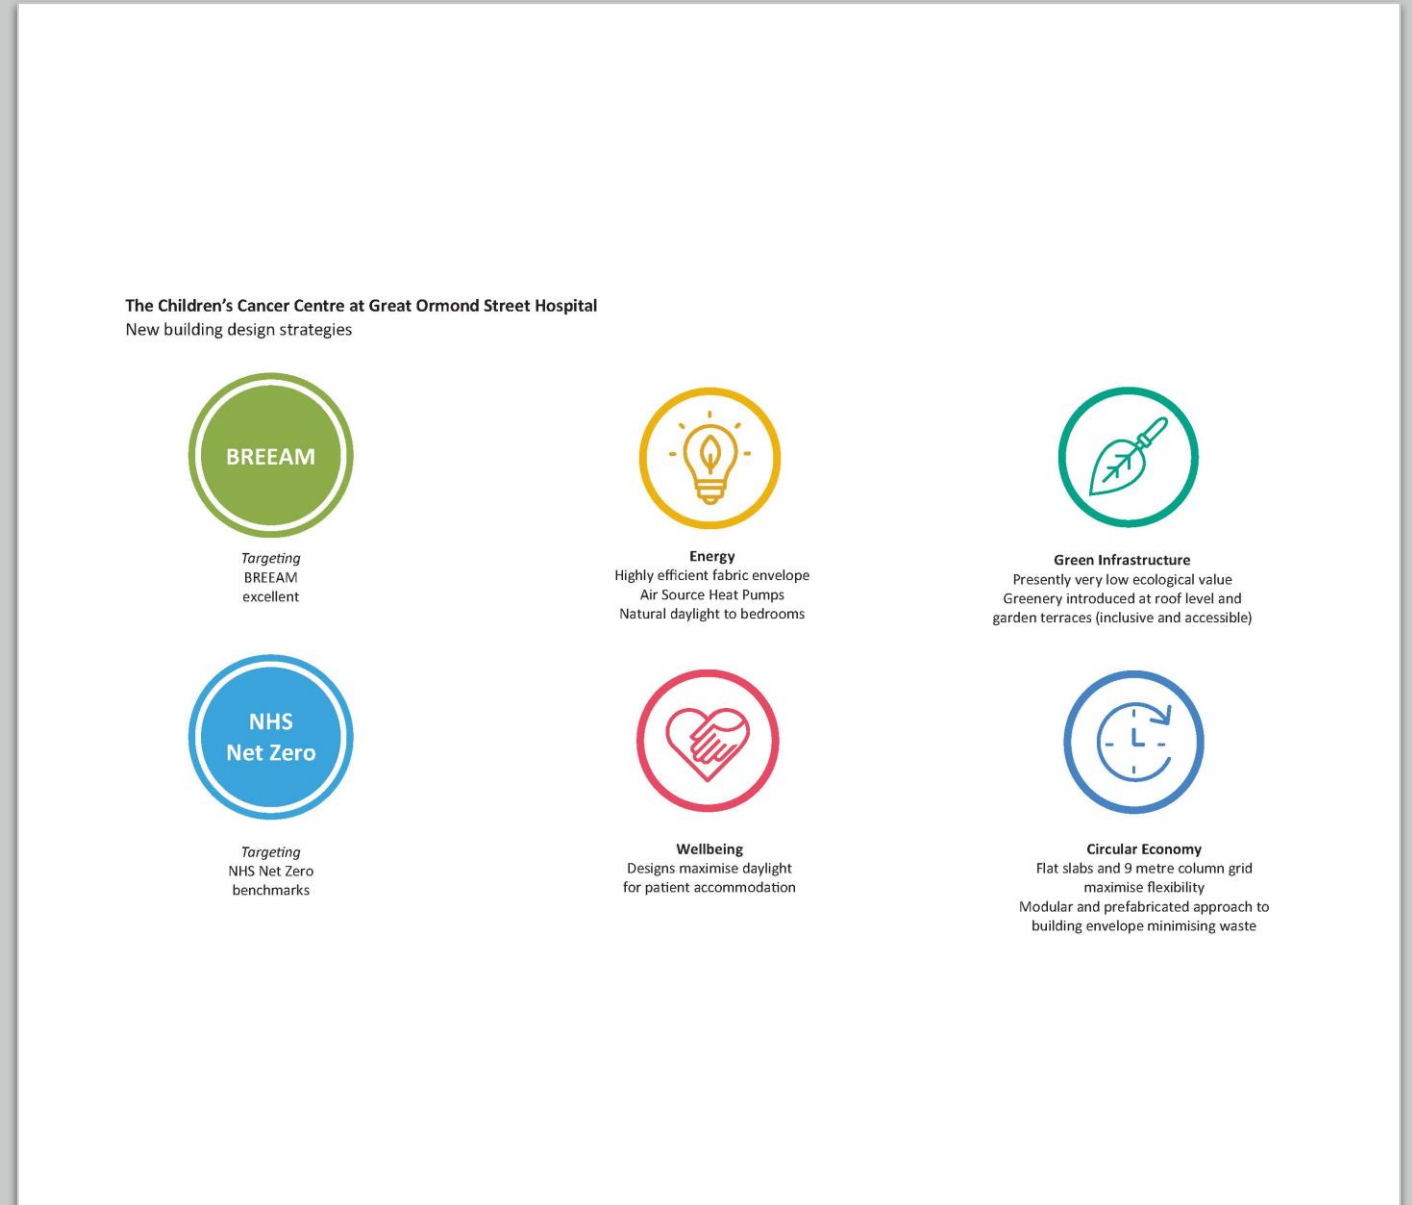 The Children’s Cancer Centre at Great Ormond Street Hospital
New building design strategies
BREEAM
Targeting
BREEAM
excellent
Energy
Highly efficient fabric envelope
Air Source Heat Pumps
Natural daylight to bedrooms
Green Infrastructure
Presently very low ecological value
Greenery introduced at roof level and
garden terraces (inclusive and accessible)
NHS
Net Zero
Targeting
NHS Net Zero
benchmarks
Wellbeing
Designs maximise daylight
for patient accommodation
Circular Economy
Flat slabs and 9 metre column grid
maximise flexibility
Modular and prefabricated approach to
building envelope minimising waste